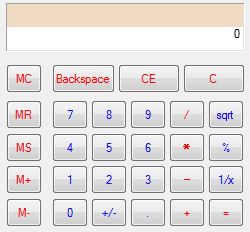 0
MC Backspace CE C
MR 7 8 9 / sqrt
MS 4 5 6 * %
M+ 1 2 3 - 1/x
M- 0 +/- . + =